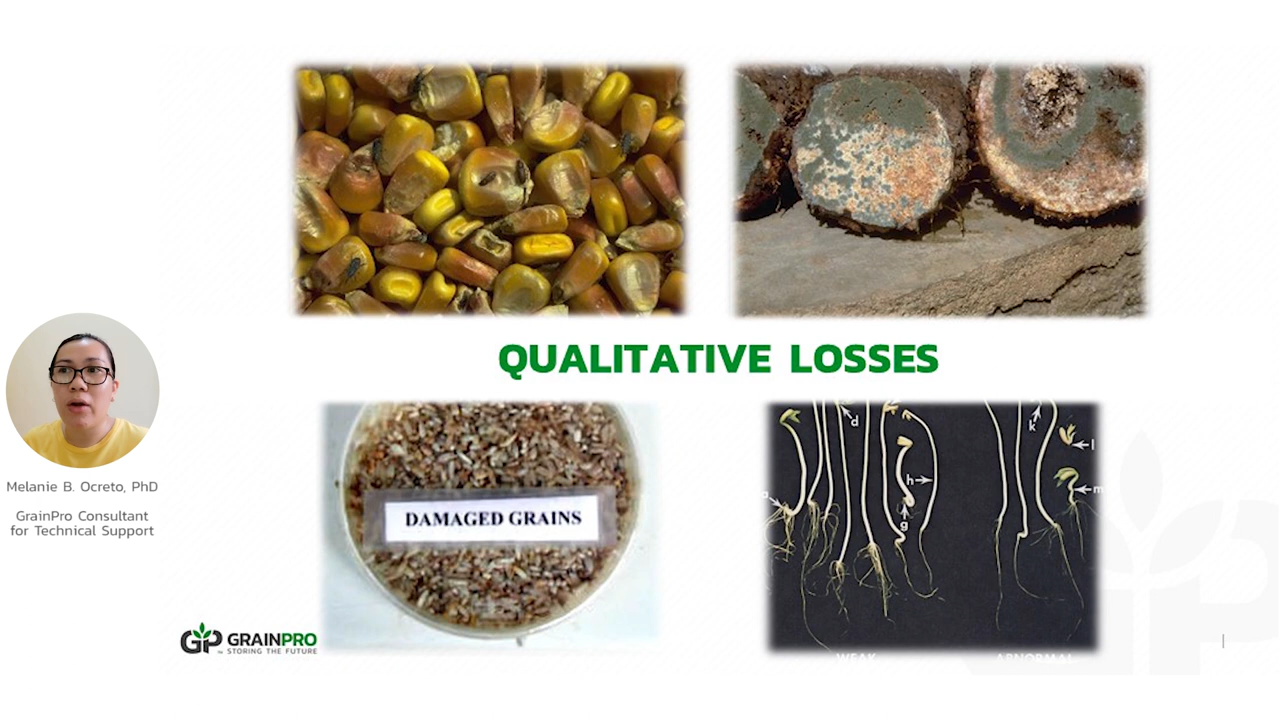 QUALITATIVE LOSSES
Melanie B. Ocreto, PhD
GrainPro Consultant
for Technical Support
DAMAGED GRAINS
d
k
l
h
m
g
a
GP GRAINPRO
STORING THE FUTURE
WEAK
ABNORMAL